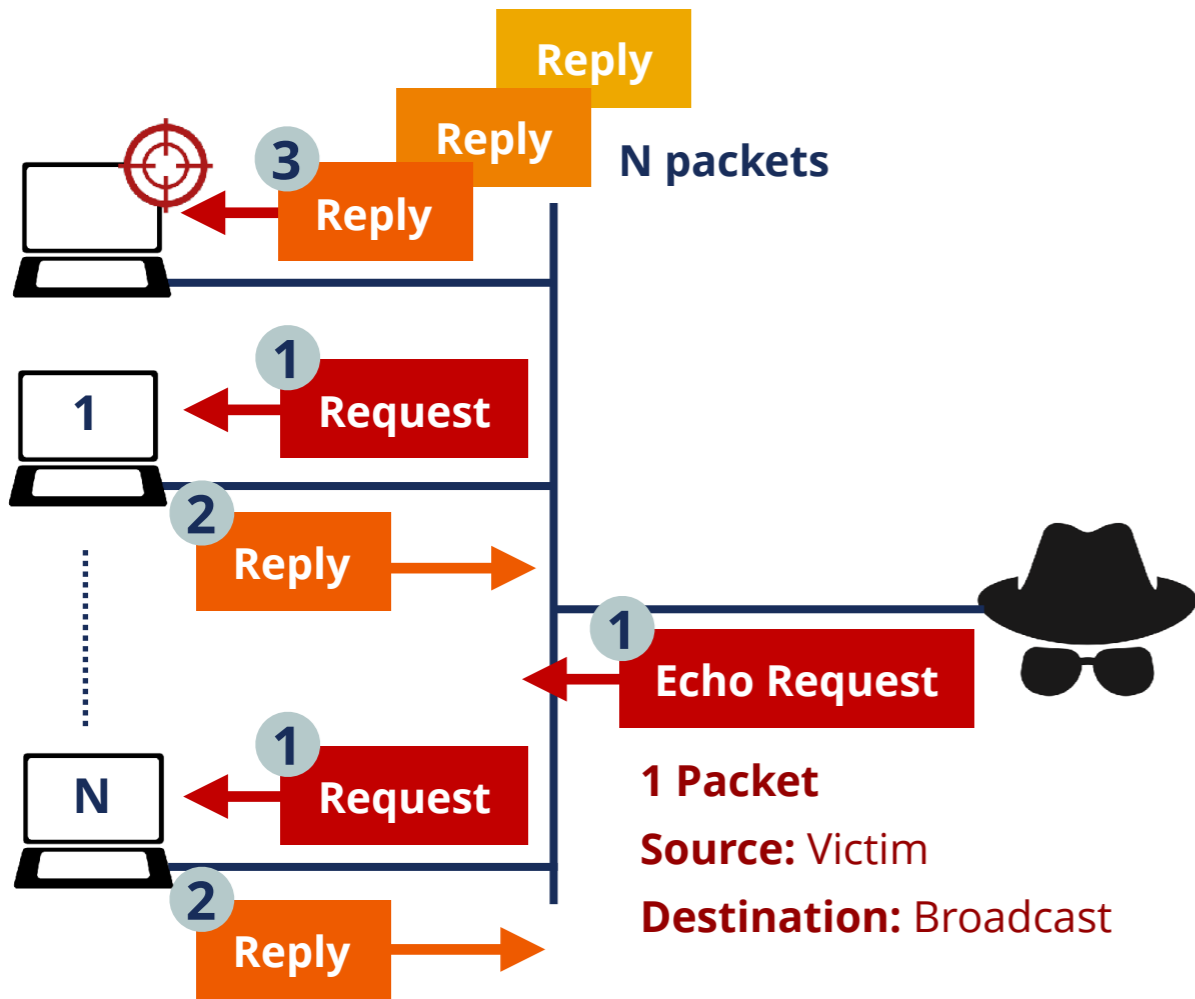 Reply
Reply
N packets
3
Reply
1
Request
1
2
Reply
1
Echo Request
1
Request
N
1 Packet
Source: Victim
2
Destination: Broadcast
Reply